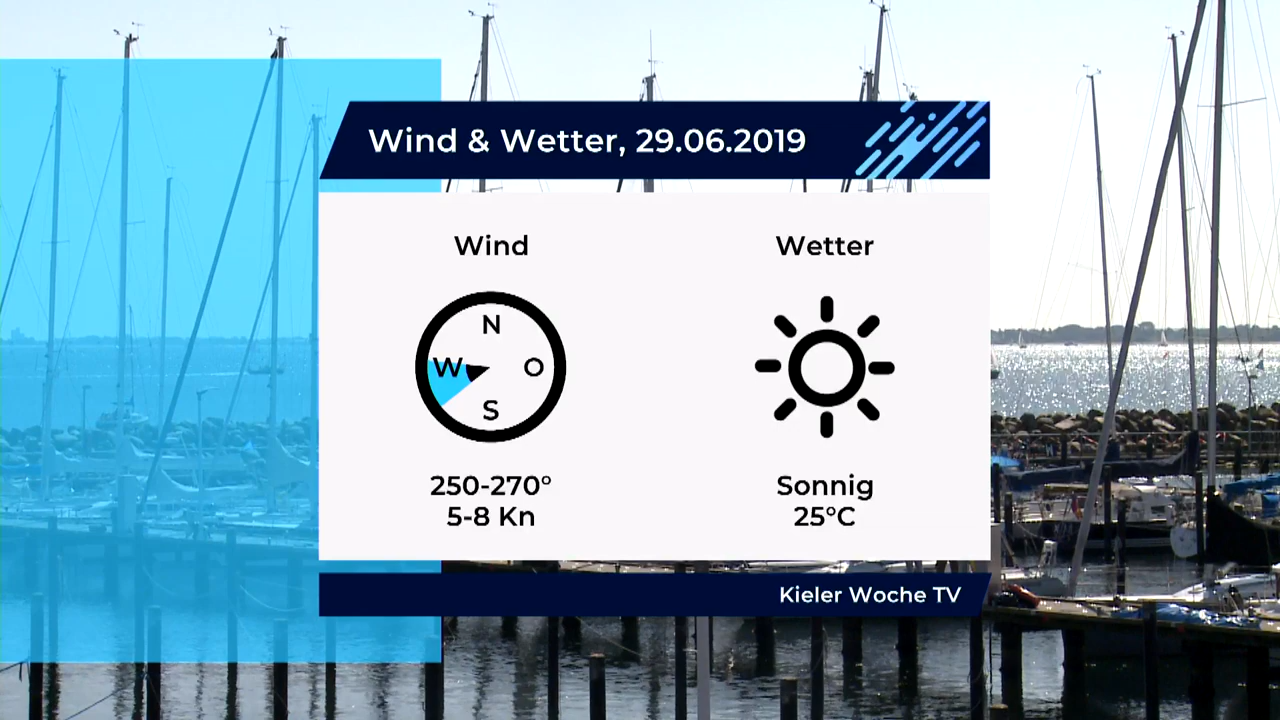 Wind & Wetter, 29.06.2019
Wind
Wetter
N
W
O
S
250-270°
5-8 Kn
Sonnig
25°C
Kieler Woche TV